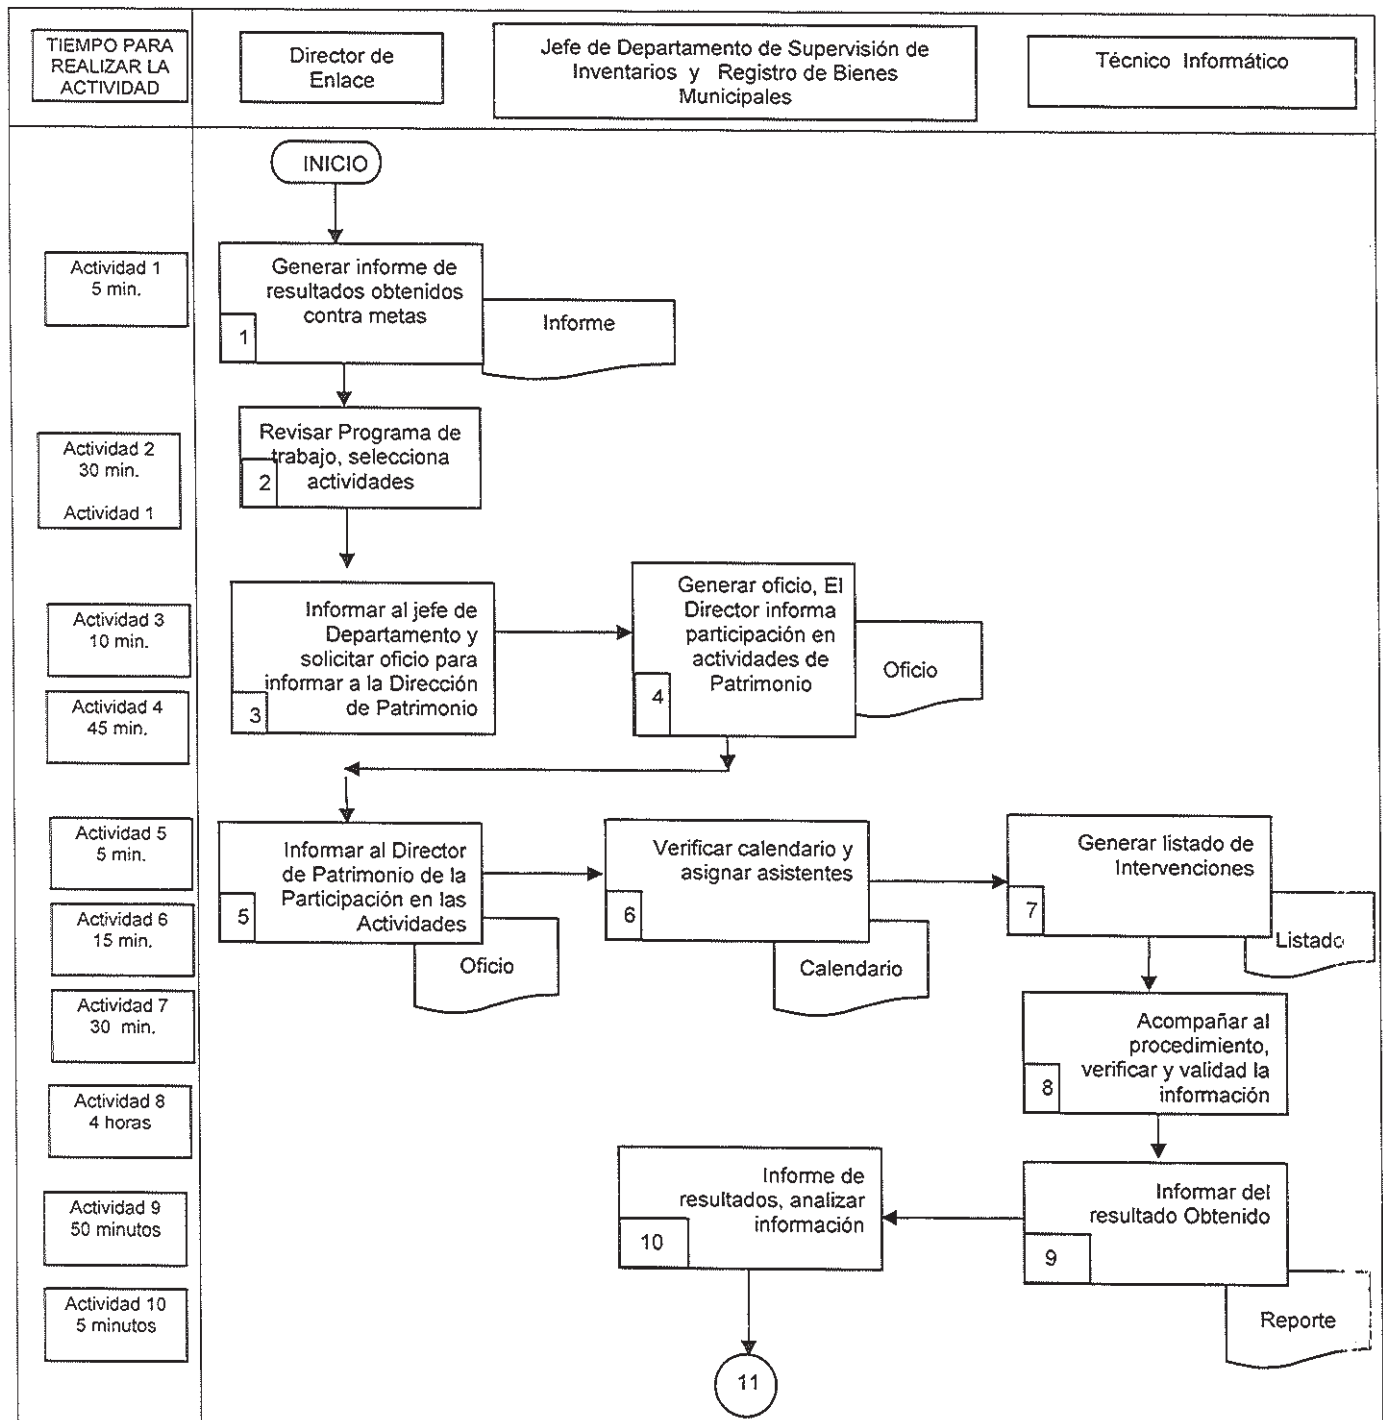 TIEMPO PARA
REALIZAR LA
ACTIVIDAD
Director de
Enlace
Jefe de Departamento de Supervisión de
Inventarios y Registro de Bienes
Municipales
Técnico Informático
INICIO
Actividad 1
5 min.
Generar informe de
resultados obtenidos
contra metas
1
Informe
Actividad 2
30 min.
Actividad 1
Revisar Programa de
trabajo, selecciona
actividades
2
Actividad 3
10 min.
Informar al jefe de
Departamento y
solicitar oficio para
informar a la Dirección
de Patrimonio
3
Generar oficio, El
Director informa
participación en
actividades de
Patrimonio
4
Oficio
Actividad 4
45 min.
Actividad 5
5 min.
Informar al Director
de Patrimonio de la
Participación en las
Actividades
5
Oficio
Verificar calendario y
asignar asistentes
6
Calendario
Generar listado de
Intervenciones
7
Listado
Actividad 6
15 min.
Actividad 7
30 min.
Acompañar al
procedimiento,
verificar y validad la
información
8
Actividad 8
4 horas
Informe de
resultados, analizar
información
10
Informar del
resultado Obtenido
9
Reporte
Actividad 9
50 minutos
Actividad 10
5 minutos
11